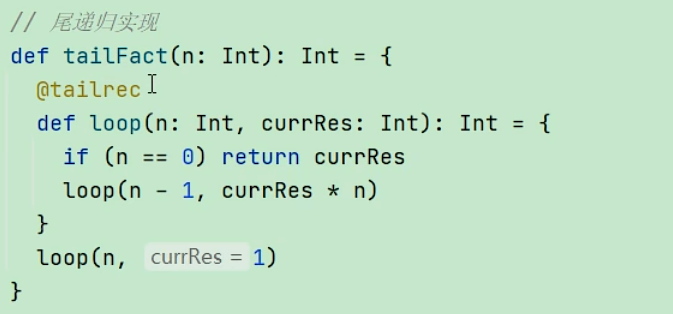 // 尾递归实现
def tailFact(n: Int): Int = {
  @tailrec
  def loop(n: Int, currRes: Int): Int = {
    if (n == 0) return currRes
    loop(n - 1, currRes * n)
  }
  loop(n, currRes = 1)
}